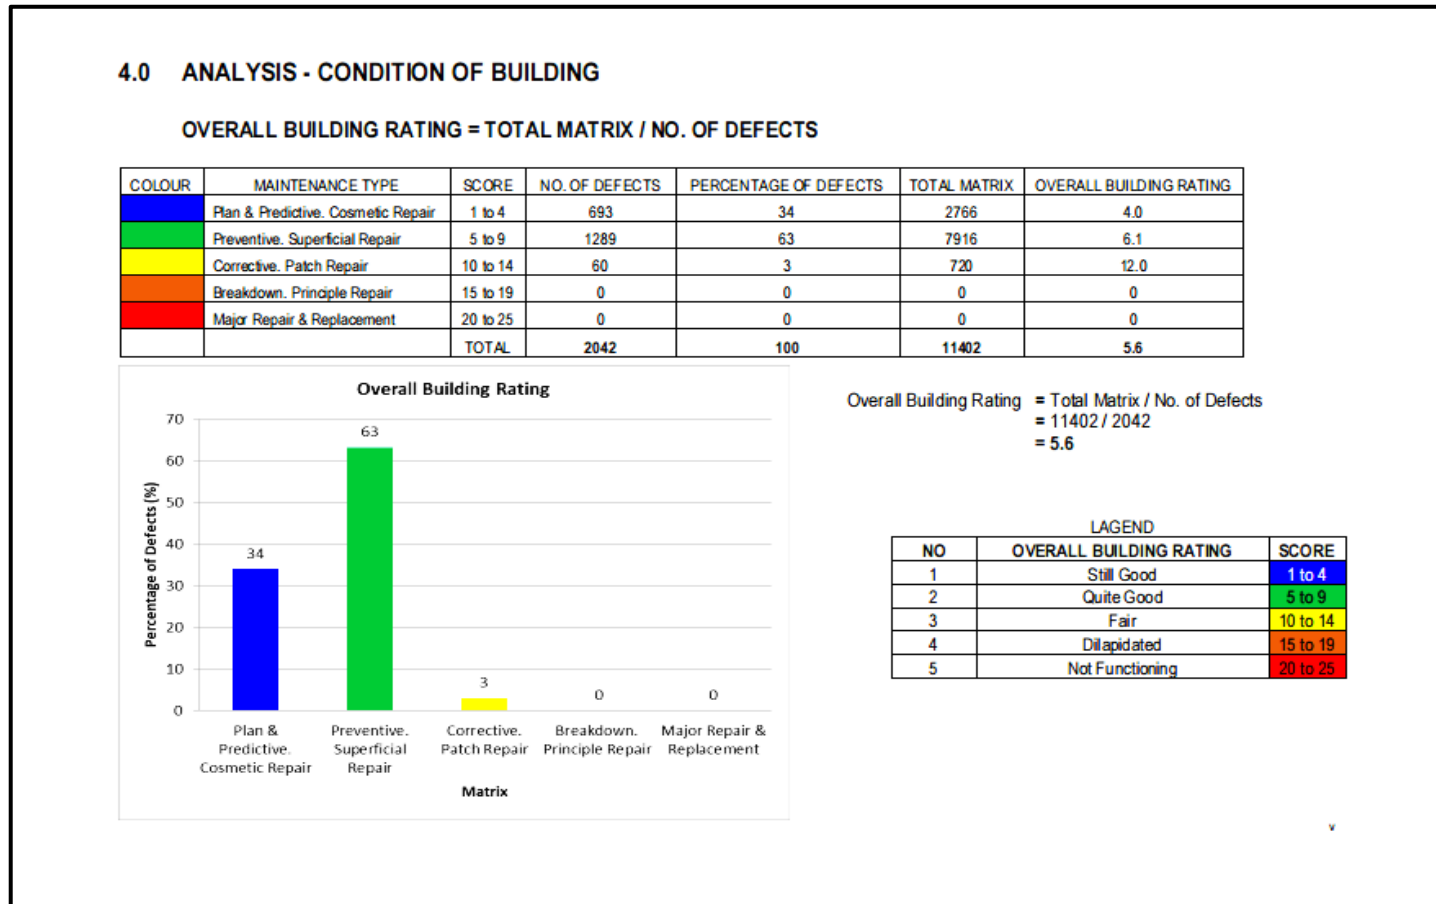 4.0 ANALYSIS - CONDITION OF BUILDING
OVERALL BUILDING RATING = TOTAL MATRIX / NO. OF DEFECTS
COLOUR MAINTENANCE TYPE SCORE NO. OF DEFECTS PERCENTAGE OF DEFECTS TOTAL MATRIX OVERALL BUILDING RATING
Plan & Predictive. Cosmetic Repair 1 to 4 693 34 2766 4.0
Preventive. Superficial Repair 5 to 9 1289 63 7916 6.1
Corrective. Patch Repair 10 to 14 60 3 720 12.0
Breakdown. Principle Repair 15 to 19 0 0 0 0
Major Repair & Replacement 20 to 25 0 0 0 0
TOTAL 2042 100 11402 5.6
Overall Building Rating
70
60
50
40
30
20
10
0
Percentage of Defects (%)
34
63
3
0
0
Plan &
Predictive.
Cosmetic Repair
Preventive.
Superficial
Repair
Corrective.
Patch Repair
Breakdown.
Principle Repair
Major Repair &
Replacement
Matrix
Overall Building Rating = Total Matrix / No. of Defects
= 11402 / 2042
= 5.6
LAGEND
NO OVERALL BUILDING RATING SCORE
1 Still Good 1 to 4
2 Quite Good 5 to 9
3 Fair 10 to 14
4 Dilapidated 15 to 19
5 Not Functioning 20 to 25
v